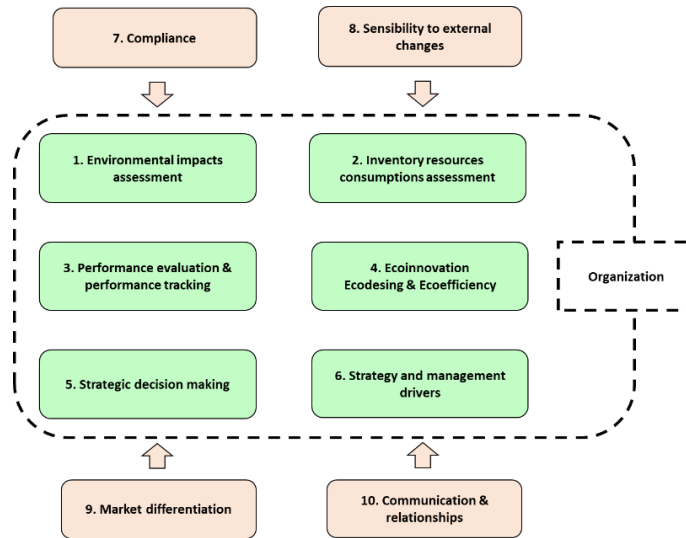 7. Compliance
8. Sensibility to external
changes
1. Environmental impacts
assessment
2. Inventory resources
consumptions assessment
3. Performance evaluation &
performance tracking
4. Ecoinnovation
Ecodesing & Ecoefficiency
Organization
5. Strategic decision making
6. Strategy and management
drivers
9. Market differentiation
10. Communication &
relationships